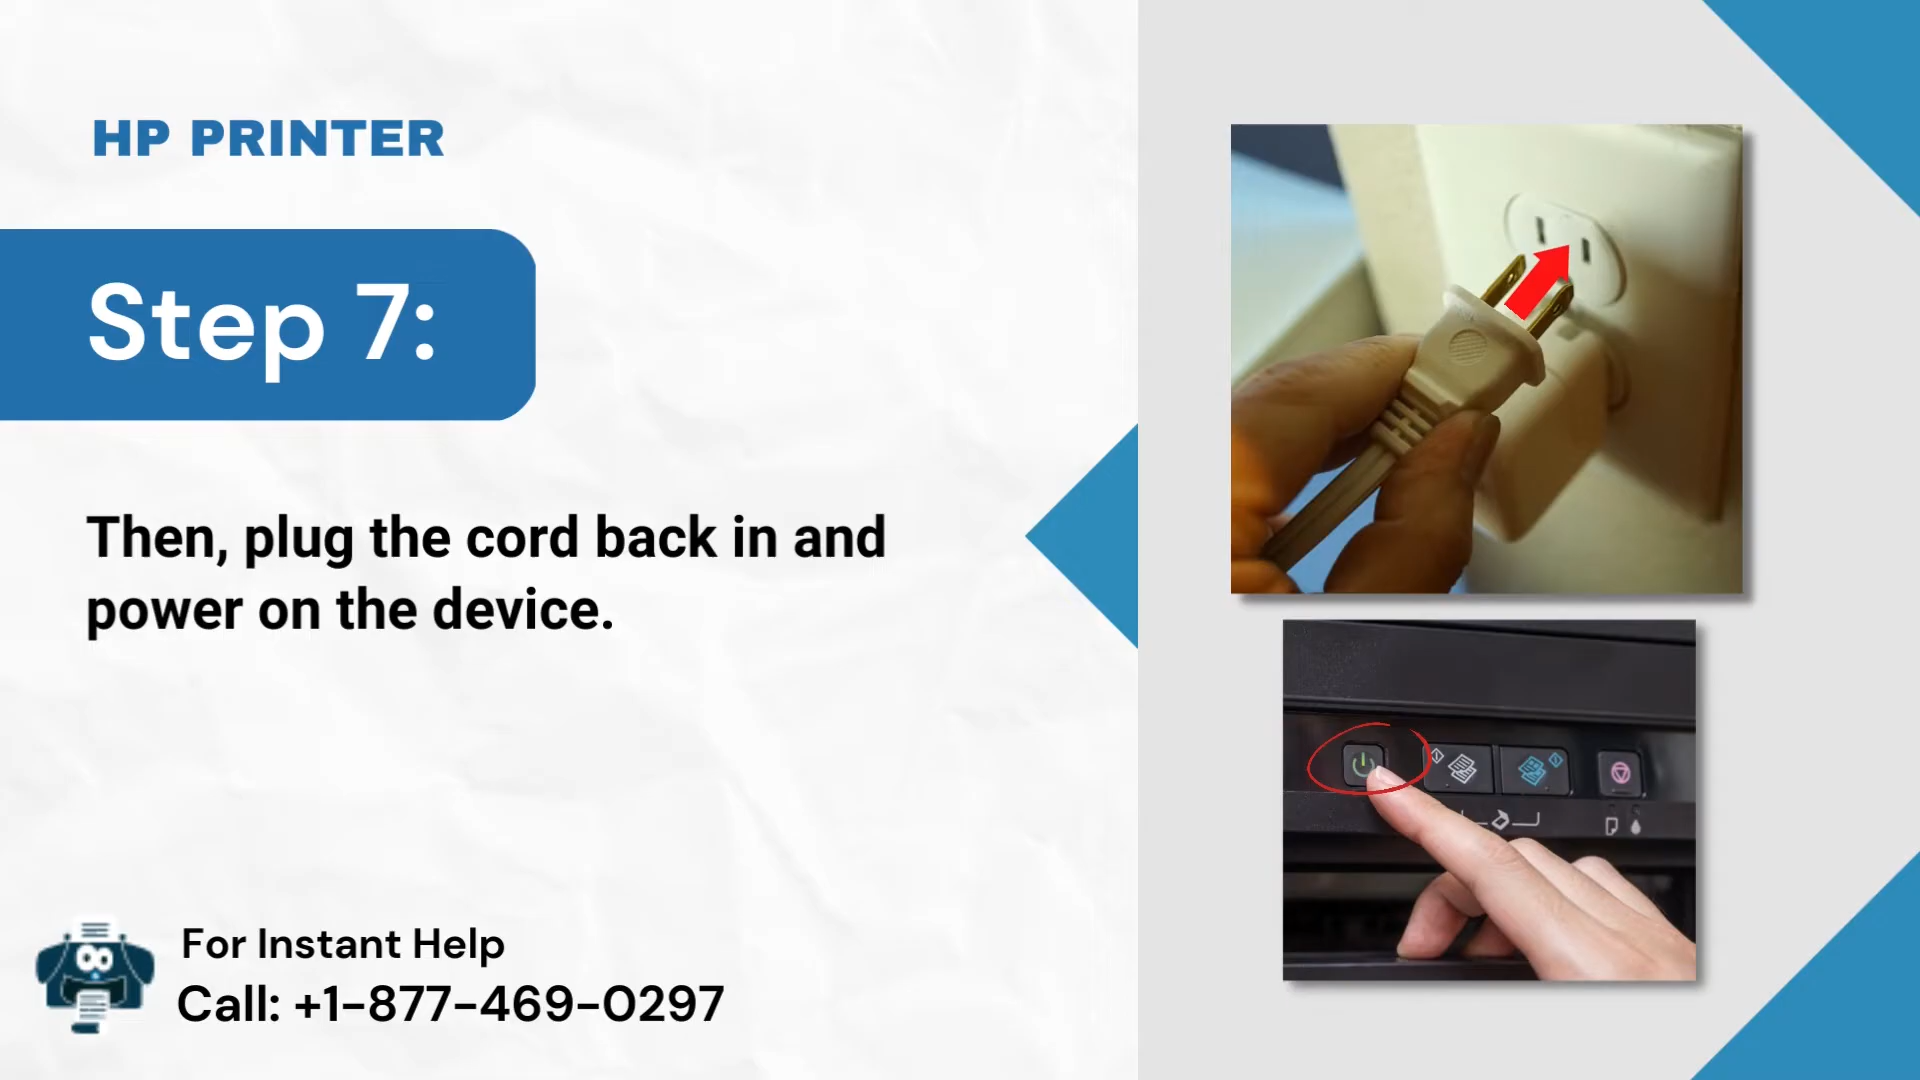 HP PRINTER
Step 7:
Then, plug the cord back in and
power on the device.
For Instant Help
Call: +1-877-469-0297